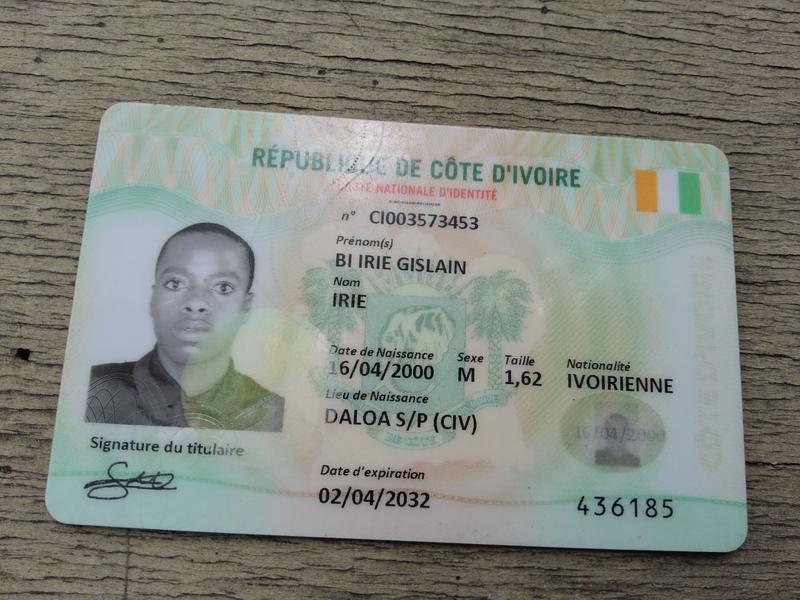 RÉPUBLIQUE DE CÔTE D'IVOIRE
CARTE NATIONALE D'IDENTITÉ
n° CI003573453
Prénom(s)
BI IRIE GISLAIN
Nom
IRIE
Date de Naissance Sexe Taille Nationalité
16/04/2000 M 1,62 IVOIRIENNE
Lieu de Naissance
DALOA S/P (CIV)
16/04/2000
Signature du titulaire
Date d'expiration
02/04/2032
436185
CÔTE D'IVOIRE